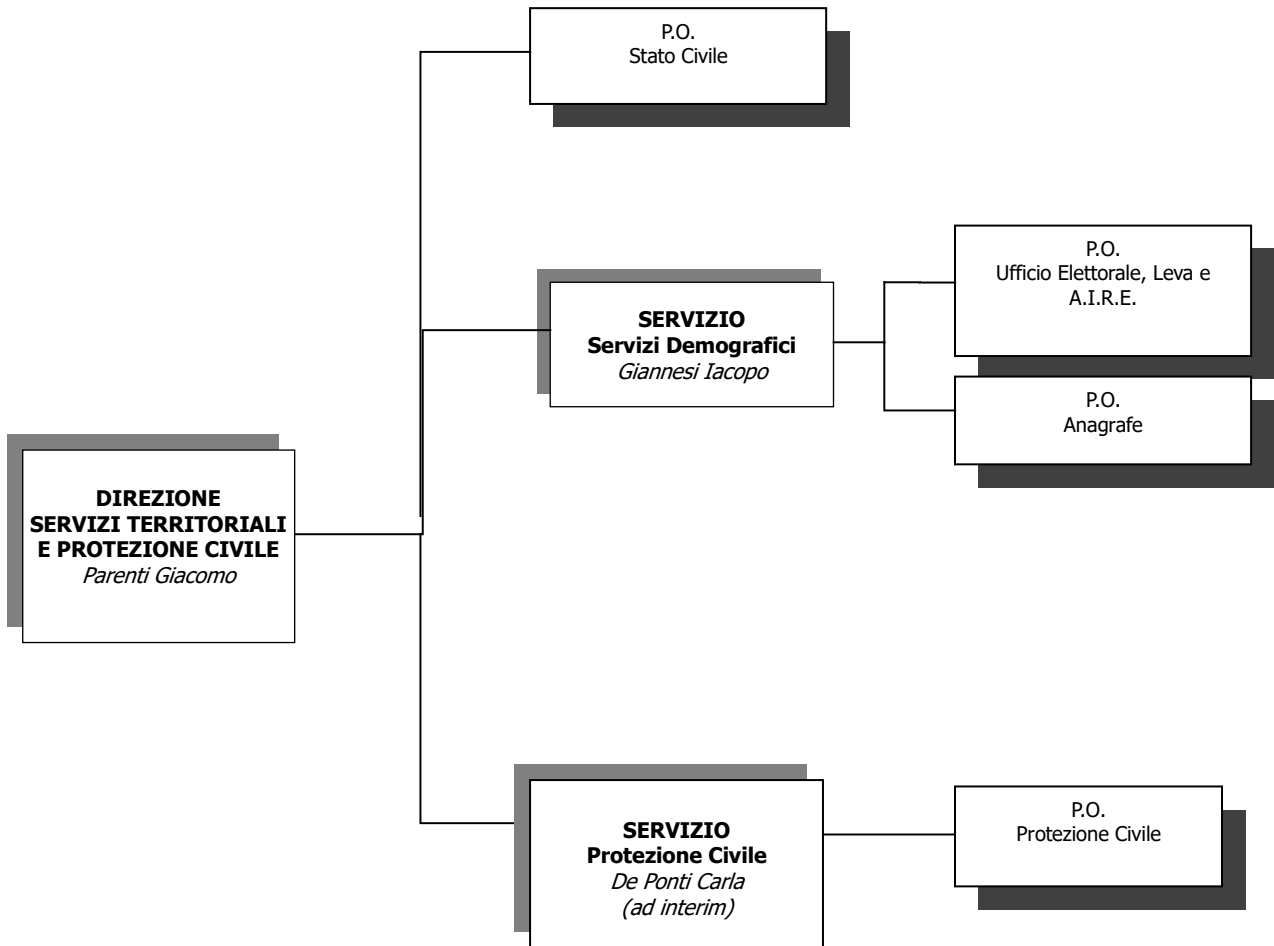 P.O.
Stato Civile
P.O.
Ufficio Elettorale, Leva e
A.I.R.E.
SERVIZIO
Servizi Demografici
Giannesi Iacopo
P.O.
Anagrafe
DIREZIONE
SERVIZI TERRITORIALI
E PROTEZIONE CIVILE
Parenti Giacomo
SERVIZIO
Protezione Civile
De Ponti Carla
(ad interim)
P.O.
Protezione Civile